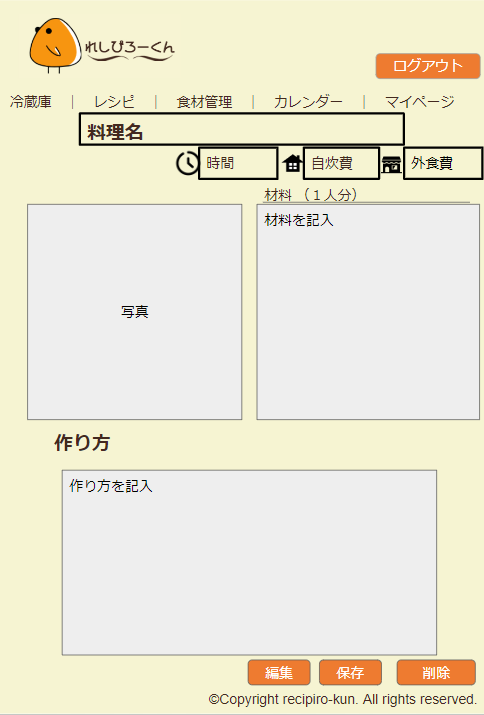 れしぴろーくん
ログアウト
冷蔵庫 | レシピ | 食材管理 | カレンダー | マイページ
料理名
時間 自炊費 外食費
材料 （１人分）
材料を記入
写真
作り方
作り方を記入
編集 保存 削除
©Copyright recipiro-kun. All rights reserved.